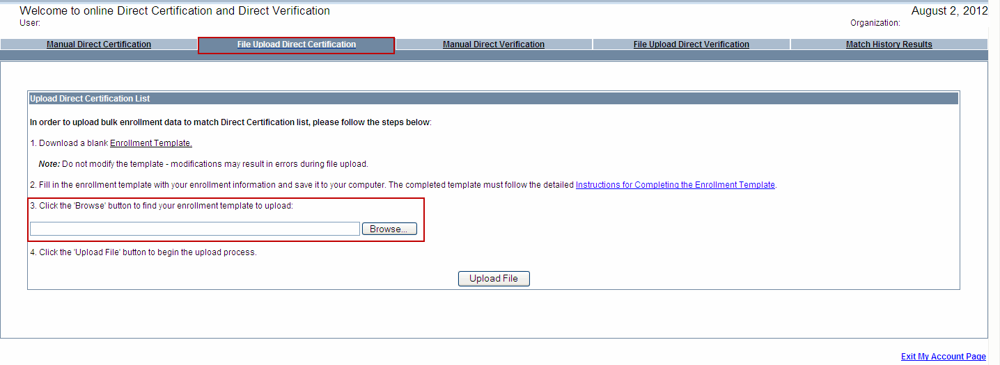 Welcome to online Direct Certification and Direct Verification
August 2, 2012
User:
Organization:
Manual Direct Certification
File Upload Direct Certification
Manual Direct Verification
File Upload Direct Verification
Match History Results
Upload Direct Certification List
In order to upload bulk enrollment data to match Direct Certification list, please follow the steps below:
1. Download a blank Enrollment Template.
Note: Do not modify the template - modifications may result in errors during file upload.
2. Fill in the enrollment template with your enrollment information and save it to your computer. The completed template must follow the detailed Instructions for Completing the Enrollment Template.
3. Click the 'Browse' button to find your enrollment template to upload:
Browse...
4. Click the 'Upload File' button to begin the upload process.
Upload File
Exit My Account Page